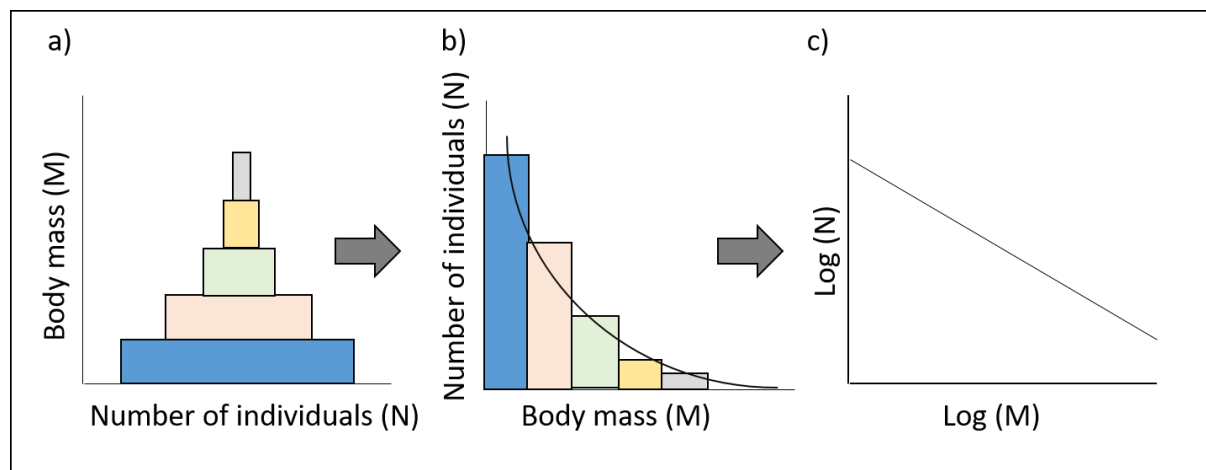 a)
Body mass (M)
Number of individuals (N)
b)
Number of individuals (N)
Body mass (M)
c)
Log (N)
Log (M)